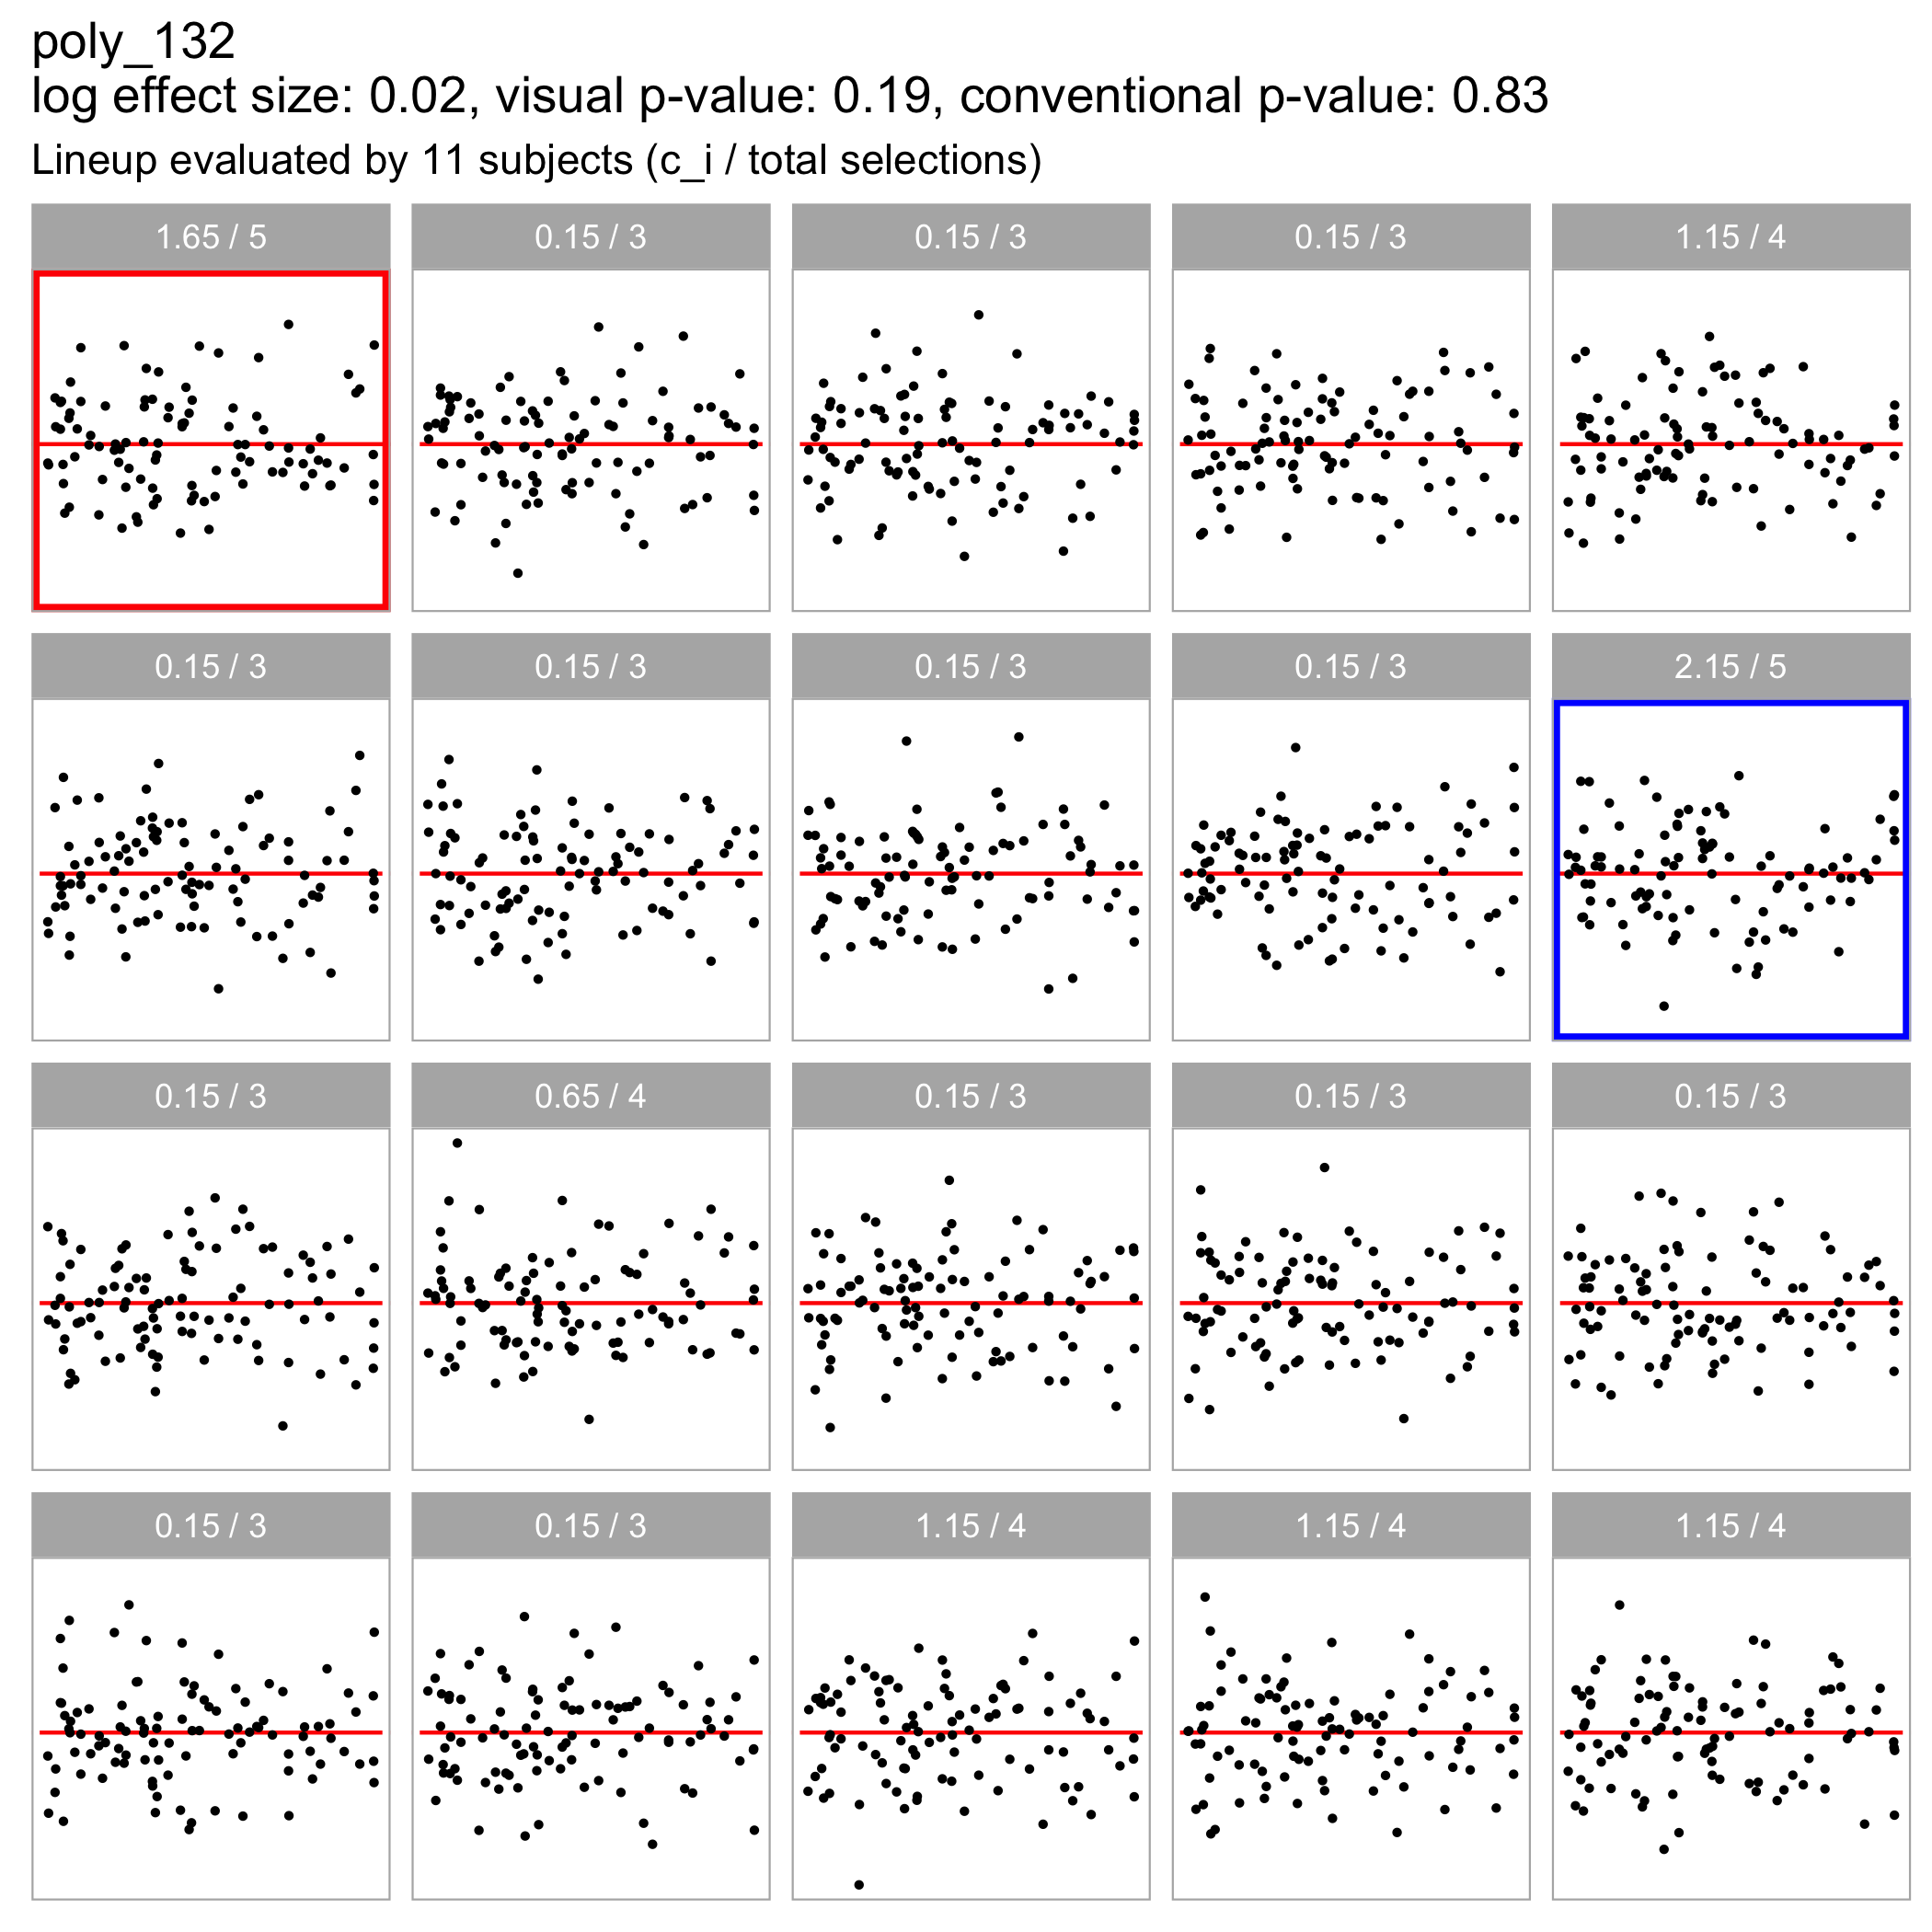 poly_132
log effect size: 0.02, visual p-value: 0.19, conventional p-value: 0.83
Lineup evaluated by 11 subjects (c_i / total selections)
1.65 / 5
0.15 / 3
0.15 / 3
0.15 / 3
1.15 / 4
0.15 / 3
0.15 / 3
0.15 / 3
0.15 / 3
2.15 / 5
0.15 / 3
0.65 / 4
0.15 / 3
0.15 / 3
0.15 / 3
0.15 / 3
0.15 / 3
1.15 / 4
1.15 / 4
1.15 / 4